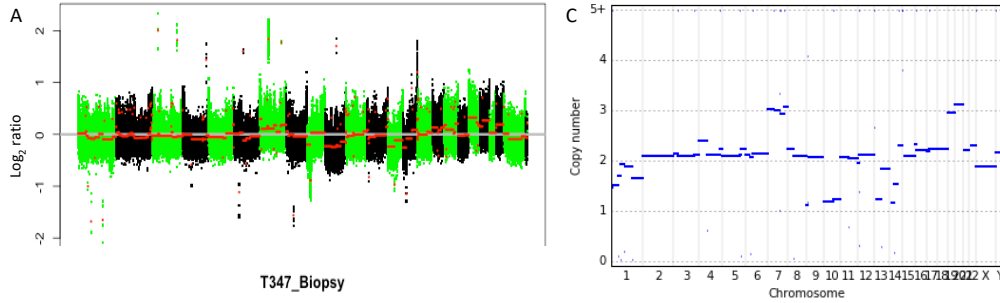 A
Log2 ratio
2
1
0
-1
-2
T347_Biopsy
C
Copy number
5+
4
3
2
1
0
1 2 3 4 5 6 7 8 9 10 11 12 13 14 15 16 17 18 19 20 21 22 X Y
Chromosome